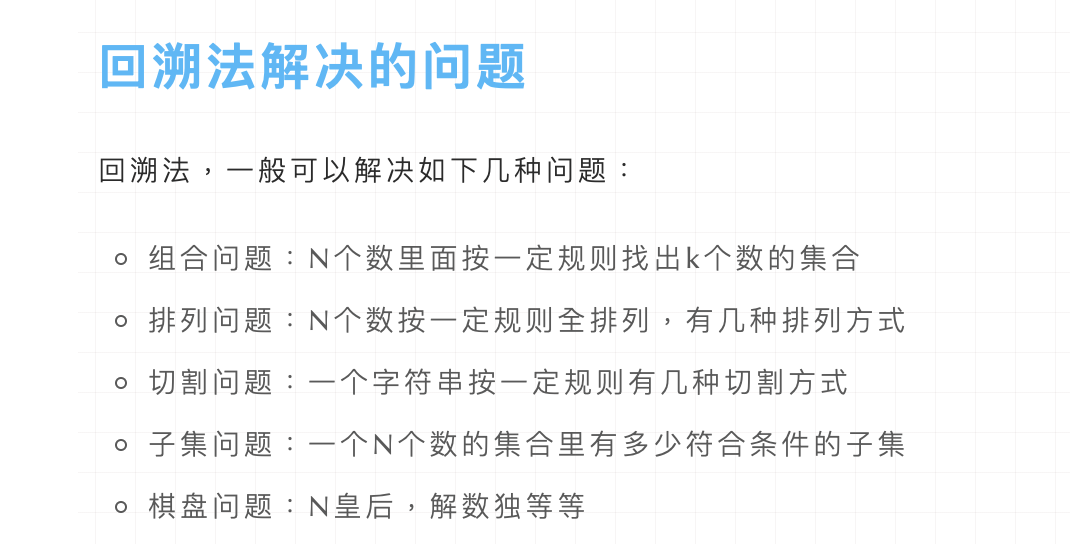 回溯法解决的问题
回溯法，一般可以解决如下几种问题：
组合问题：N个数里面按一定规则找出k个数的集合
排列问题：N个数按一定规则全排列，有几种排列方式
切割问题：一个字符串按一定规则有几种切割方式
子集问题：一个N个数的集合里有多少符合条件的子集
棋盘问题：N皇后，解数独等等